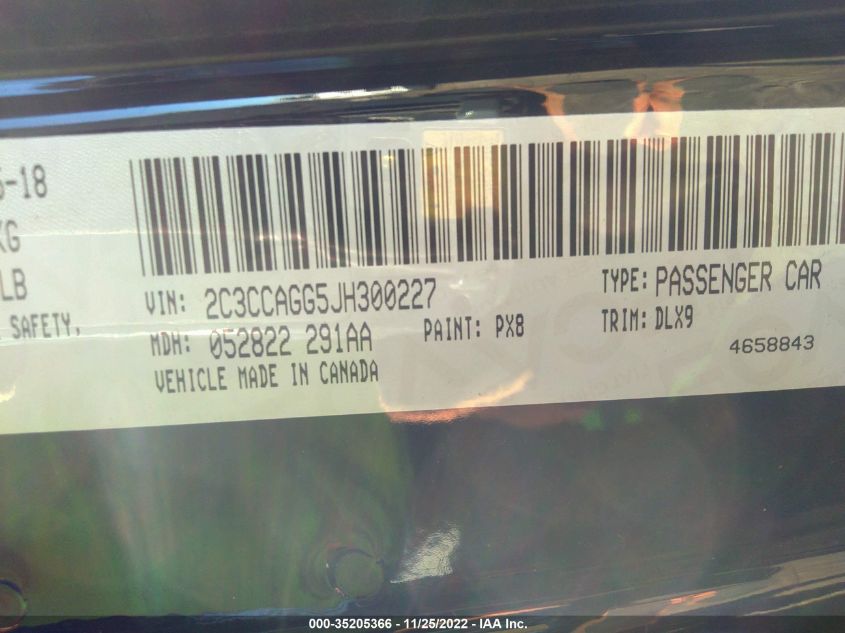 5-18
KG
LB
SAFETY.
VIN: 2C3CCAGG5JH300227
TYPE: PASSENGER CAR
MDH: 052822 291AA
PAINT: PX8
TRIM: DLX9
VEHICLE MADE IN CANADA
4658843
000-35205366 - 11/25/2022 - IAA Inc.